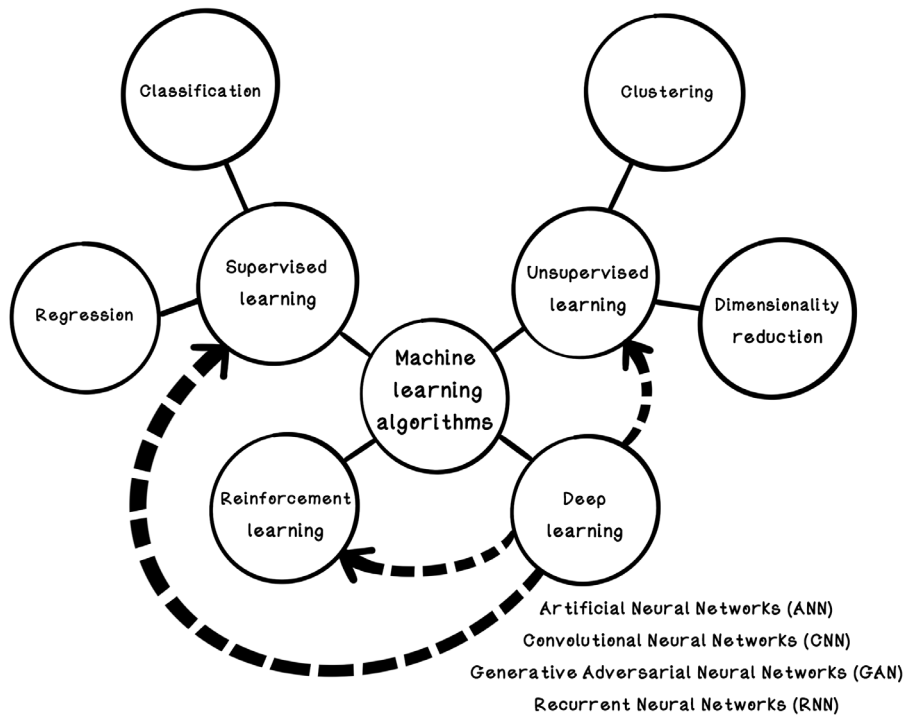 Classification
Clustering
Supervised
learning
Unsupervised
learning
Regression
Dimensionality
reduction
Machine
learning
algorithms
Reinforcement
learning
Deep
learning
Artificial Neural Networks (ANN)
Convolutional Neural Networks (CNN)
Generative Adversarial Neural Networks (GAN)
Recurrent Neural Networks (RNN)